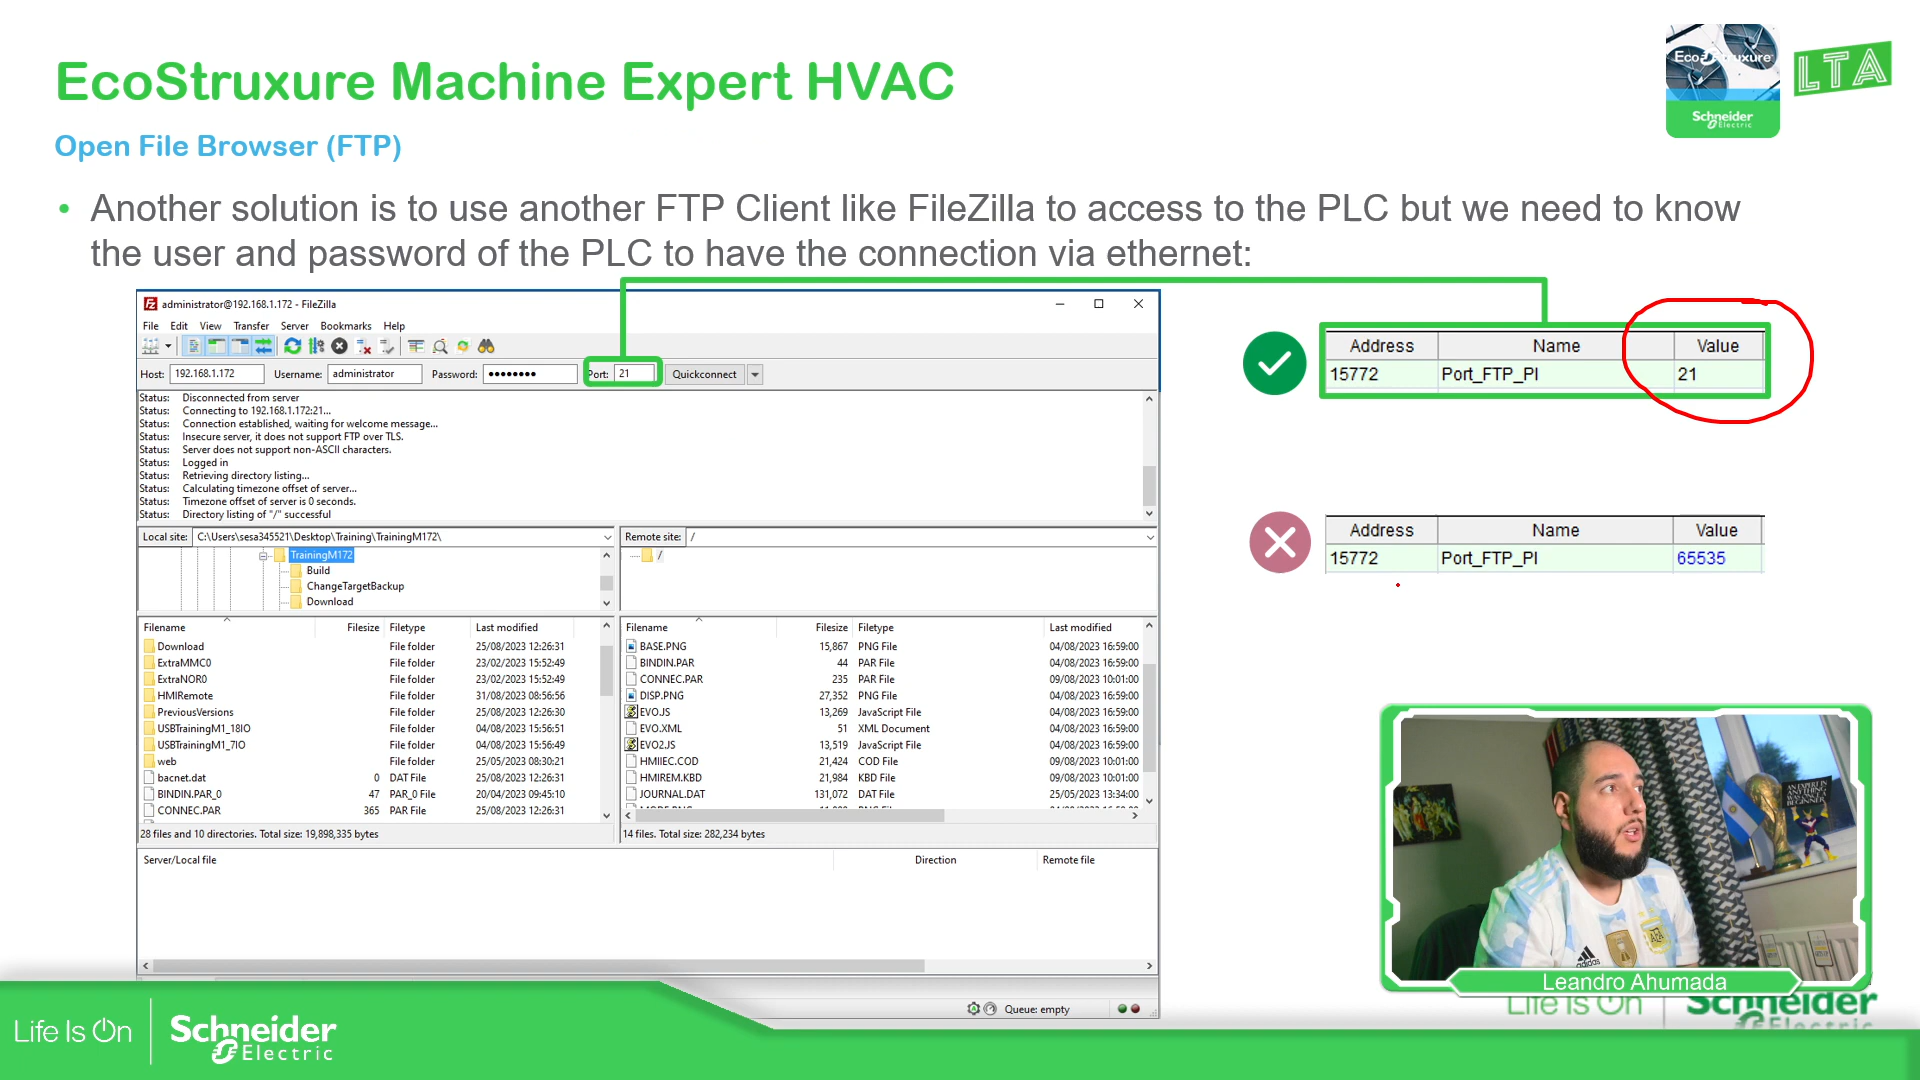 EcoStruxure Machine Expert HVAC
Open File Browser (FTP)
EcoStruxure
Schneider
Electric
LTA
• Another solution is to use another FTP Client like FileZilla to access to the PLC but we need to know
the user and password of the PLC to have the connection via ethernet:
administrator@192.168.1.172 - FileZilla
File Edit View Transfer Server Bookmarks Help
Host: 192.168.1.172 Username: administrator Password: ●●●●●●●● Port: 21 Quickconnect
Status: Disconnected from server
Status: Connecting to 192.168.1.172:21...
Status: Connection established, waiting for welcome message...
Status: Insecure server, it does not support FTP over TLS.
Status: Server does not support non-ASCII characters.
Status: Logged in
Status: Retrieving directory listing...
Status: Calculating timezone offset of server...
Status: Timezone offset of server is 0 seconds.
Status: Directory listing of "/" successful
Local site: C:\Users\sesa345521\Desktop\Training\TrainingM172\
TrainingM172
Build
ChangeTargetBackup
Download
Filename Filesize Filetype Last modified
Download File folder 25/08/2023 12:26:31
ExtraMMC0 File folder 23/02/2023 15:52:49
ExtraNOR0 File folder 23/02/2023 15:52:49
HMIRemote File folder 31/08/2023 08:56:56
PreviousVersions File folder 25/08/2023 12:26:30
USBTrainingM1_18IO File folder 04/08/2023 15:56:51
USBTrainingM1_7IO File folder 04/08/2023 15:56:49
web File folder 25/05/2023 08:30:21
bacnet.dat 0 DAT File 25/08/2023 12:26:31
BINDIN.PAR_0 47 PAR_0 File 20/04/2023 09:45:10
CONNEC.PAR 365 PAR File 25/08/2023 12:26:31
28 files and 10 directories. Total size: 19,898,335 bytes
Remote site: /
/
Filename Filesize Filetype Last modified
BASE.PNG 15,867 PNG File 04/08/2023 16:59:00
BINDIN.PAR 44 PAR File 04/08/2023 16:59:00
CONNEC.PAR 235 PAR File 09/08/2023 10:01:00
DISP.PNG 27,352 PNG File 04/08/2023 16:59:00
EVO.JS 13,269 JavaScript File 04/08/2023 16:59:00
EVO.XML 51 XML Document 04/08/2023 16:59:00
EVO2.JS 13,519 JavaScript File 04/08/2023 16:59:00
HMIIEC.COD 21,424 COD File 09/08/2023 10:01:00
HMIREM.KBD 21,984 KBD File 09/08/2023 10:01:00
JOURNAL.DAT 131,072 DAT File 25/05/2023 13:34:00
14 files. Total size: 282,234 bytes
Server/Local file Direction Remote file
Queue: empty
Address Name Value
15772 Port_FTP_PI 21
Address Name Value
15772 Port_FTP_PI 65535
AN EXPERT IN
ANYTHING
WAS ONCE A
BEGINNER
AFA
adidas
Leandro Ahumada
Life Is On
Schneider
Electric
Life Is On
Schneider
Electric